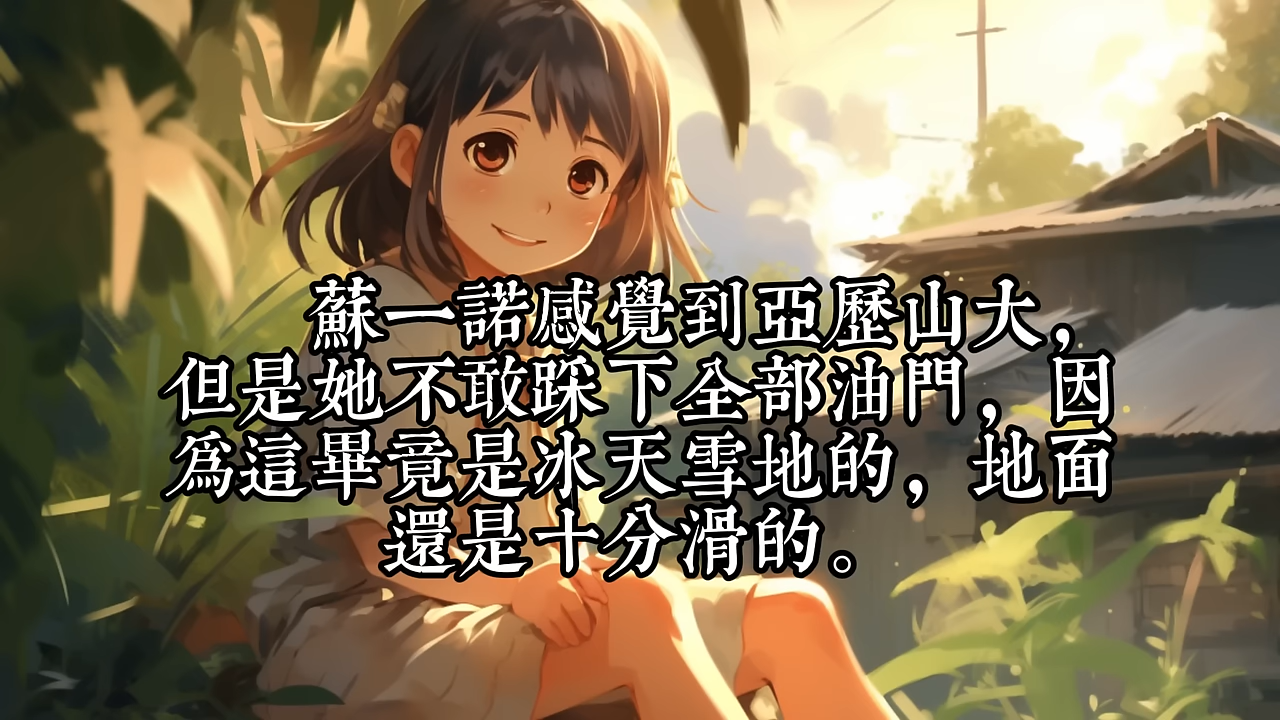 蘇一諾感覺到亞歷山大，
但是她不敢踩下全部油門，因
爲這畢竟是冰天雪地的，地面
還是十分滑的。